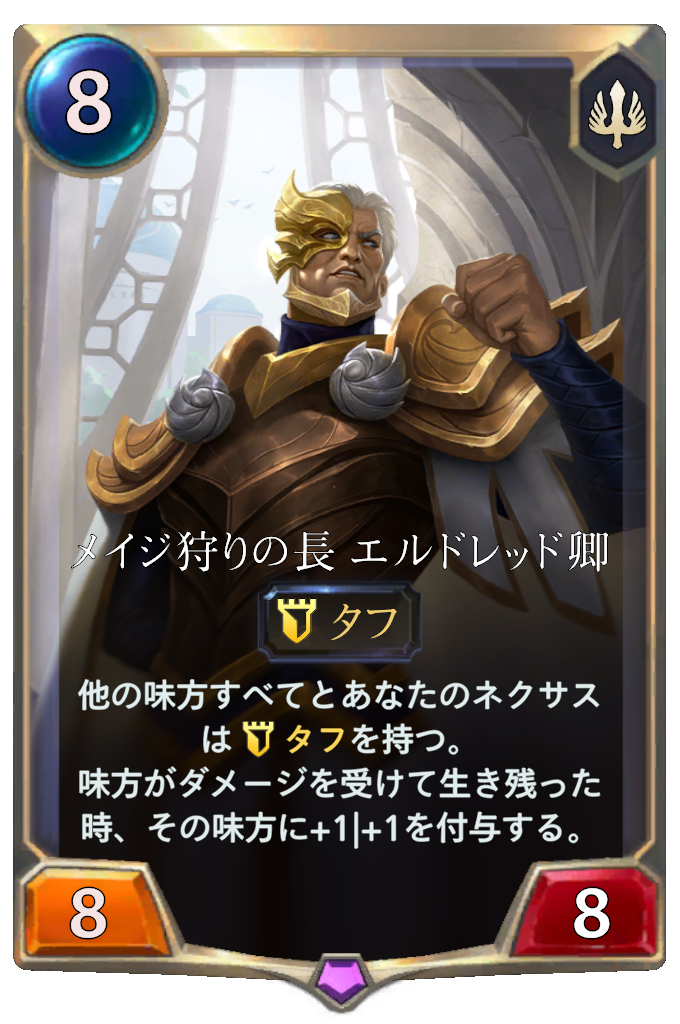 8
メイジ狩りの長 エルドレッド卿
タフ
他の味方すべてとあなたのネクサス
は タフを持つ。
味方がダメージを受けて生き残った
時、その味方に+1|+1を付与する。
8 8